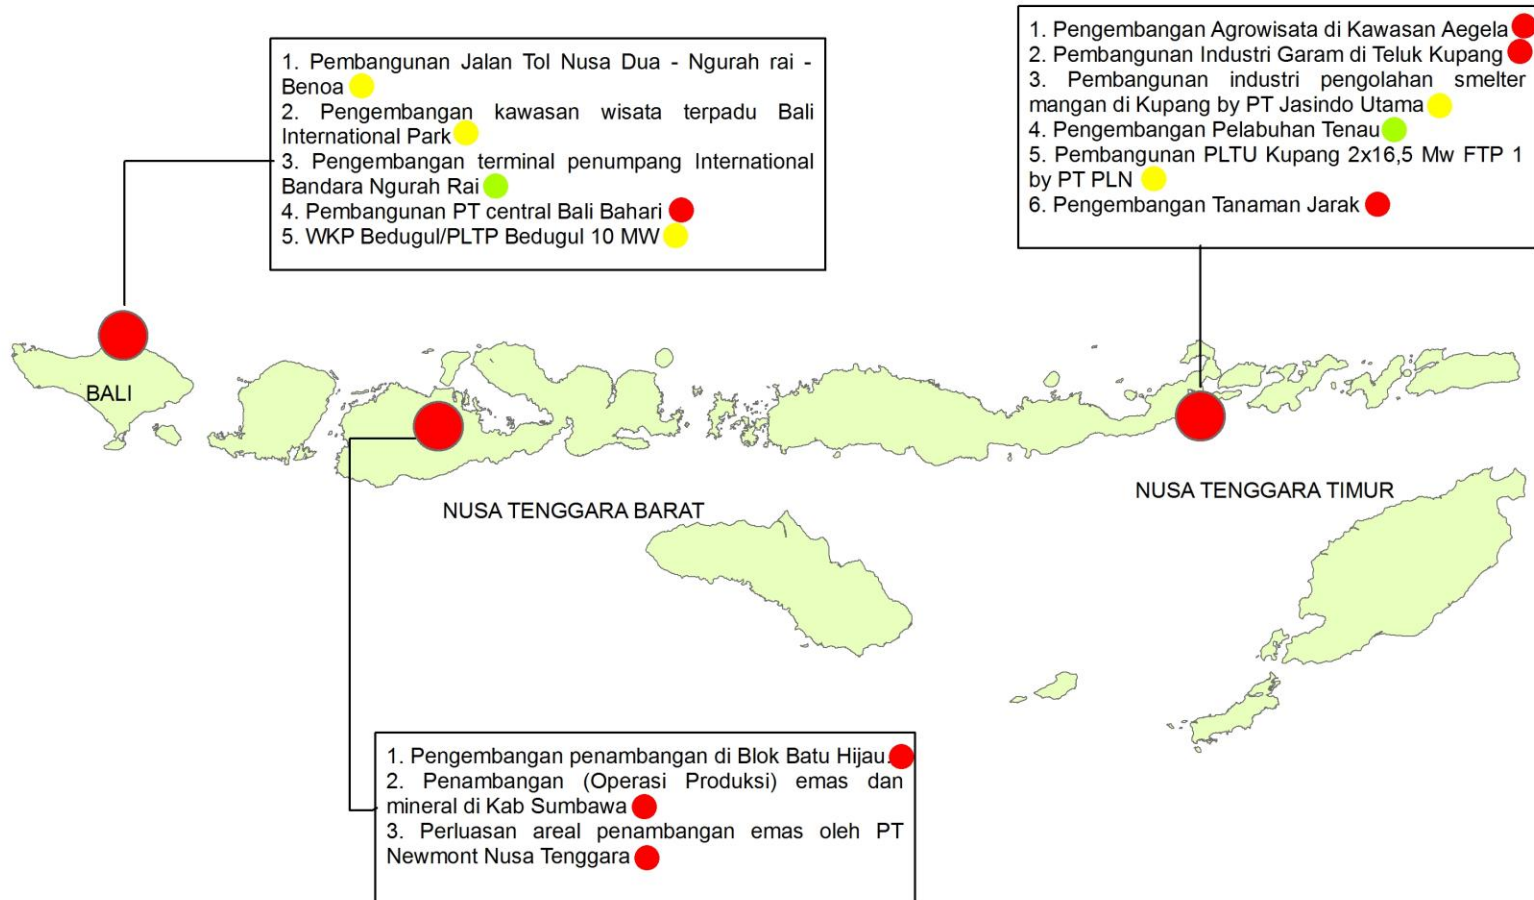 1. Pembangunan Jalan Tol Nusa Dua - Ngurah rai -
Benoa
2. Pengembangan kawasan wisata terpadu Bali
International Park
3. Pengembangan terminal penumpang International
Bandara Ngurah Rai
4. Pembangunan PT central Bali Bahari
5. WKP Bedugul/PLTP Bedugul 10 MW
1. Pengembangan Agrowisata di Kawasan Aegela
2. Pembangunan Industri Garam di Teluk Kupang
3. Pembangunan industri pengolahan smelter
mangan di Kupang by PT Jasindo Utama
4. Pengembangan Pelabuhan Tenau
5. Pembangunan PLTU Kupang 2x16,5 Mw FTP 1
by PT PLN
6. Pengembangan Tanaman Jarak
BALI
NUSA TENGGARA BARAT
NUSA TENGGARA TIMUR
1. Pengembangan penambangan di Blok Batu Hijau.
2. Penambangan (Operasi Produksi) emas dan
mineral di Kab Sumbawa
3. Perluasan areal penambangan emas oleh PT
Newmont Nusa Tenggara